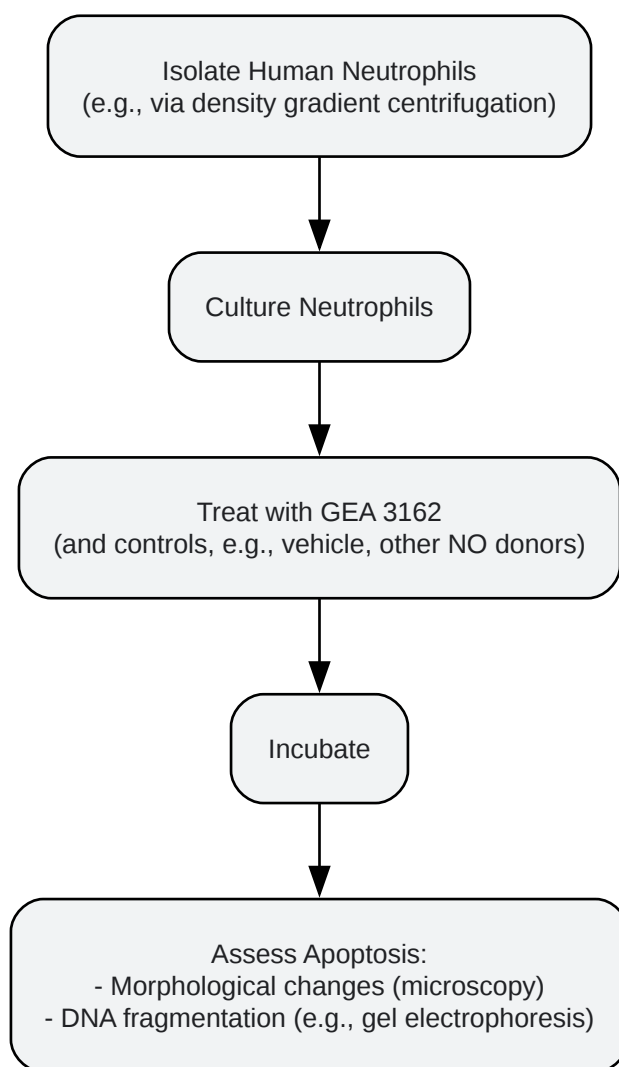 Isolate Human Neutrophils
(e.g., via density gradient centrifugation)
Culture Neutrophils
Treat with GEA 3162
(and controls, e.g., vehicle, other NO donors)
Incubate
Assess Apoptosis:
- Morphological changes (microscopy)
- DNA fragmentation (e.g., gel electrophoresis)